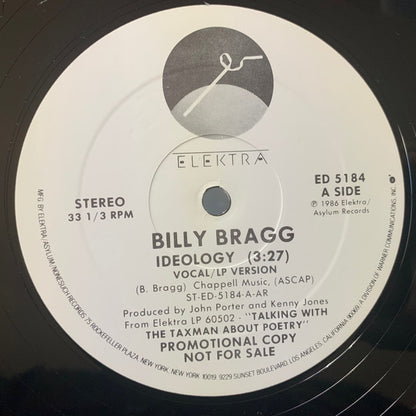 ELEKTRA
STEREO
33 1/3 RPM
ED 5184
A SIDE
℗ 1986 Elektra/
Asylum Records
BILLY BRAGG
IDEOLOGY (3:27)
VOCAL/LP VERSION
(B. Bragg) Chappell Music, (ASCAP)
ST-ED-5184-A-AR
Produced by John Porter and Kenny Jones
From Elektra LP 60502 - "TALKING WITH
THE TAXMAN ABOUT POETRY"
PROMOTIONAL COPY
NOT FOR SALE
MFG BY ELEKTRA/ASYLUM/NONESUCH RECORDS 75 ROCKEFELLER PLAZA, NEW YORK, NEW YORK 10019 9229 SUNSET BOULEVARD, LOS ANGELES, CALIFORNIA 90069, A DIVISION OF WARNER COMMUNICATIONS, INC.